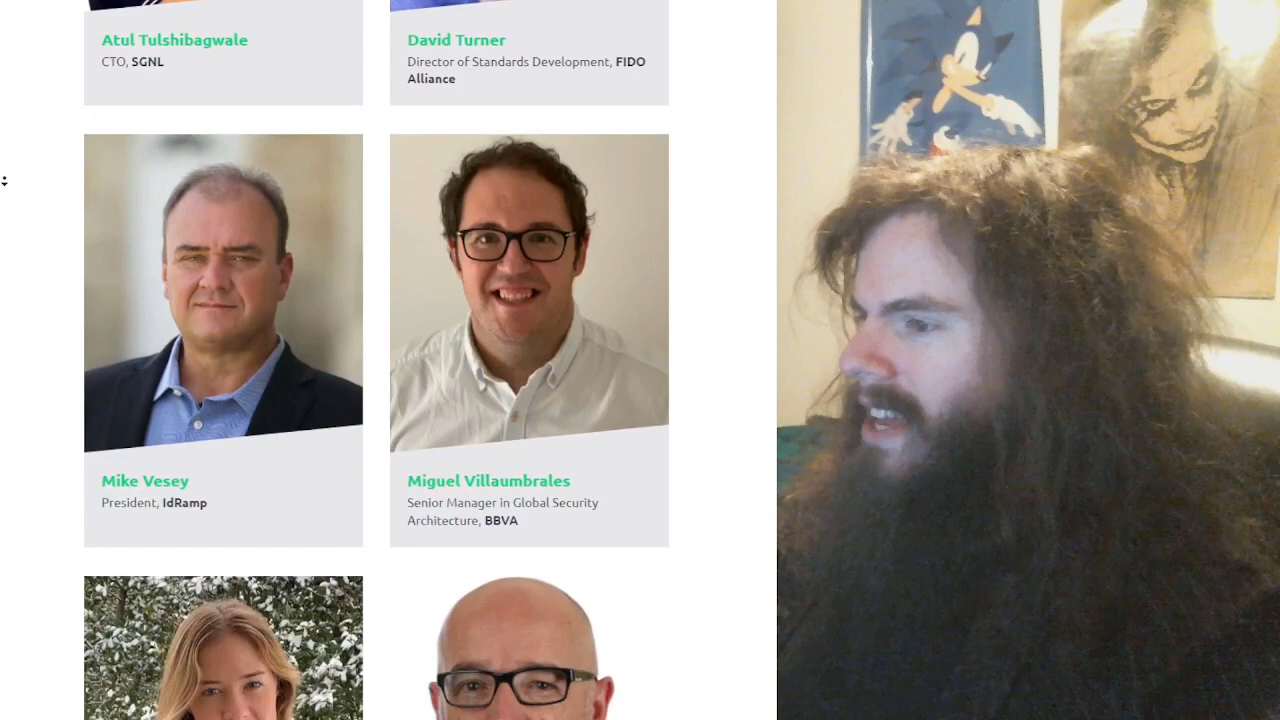 Atul Tulshibagwale
CTO, SGNL
David Turner
Director of Standards Development, FIDO
Alliance
Mike Vesey
President, IdRamp
Miguel Villaumbrales
Senior Manager in Global Security
Architecture, BBVA